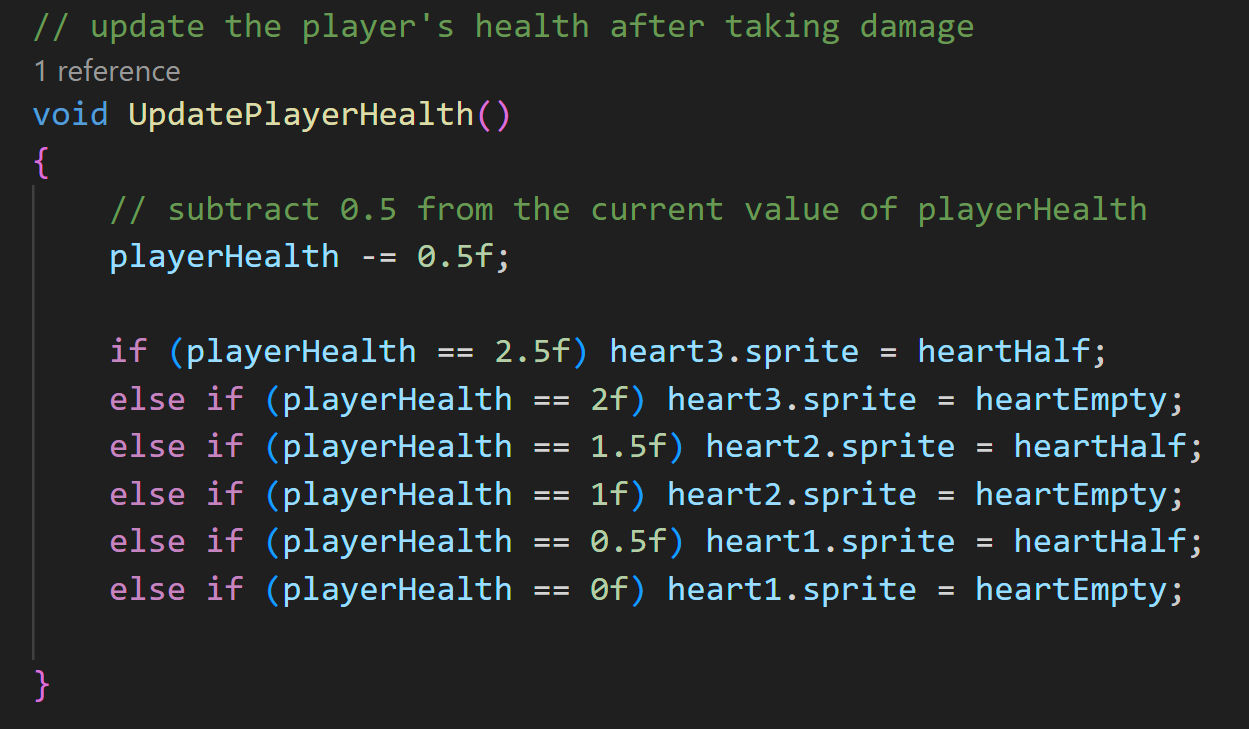 // update the player's health after taking damage
1 reference
void UpdatePlayerHealth()
{
    // subtract 0.5 from the current value of playerHealth
    playerHealth -= 0.5f;

    if (playerHealth == 2.5f) heart3.sprite = heartHalf;
    else if (playerHealth == 2f) heart3.sprite = heartEmpty;
    else if (playerHealth == 1.5f) heart2.sprite = heartHalf;
    else if (playerHealth == 1f) heart2.sprite = heartEmpty;
    else if (playerHealth == 0.5f) heart1.sprite = heartHalf;
    else if (playerHealth == 0f) heart1.sprite = heartEmpty;

}